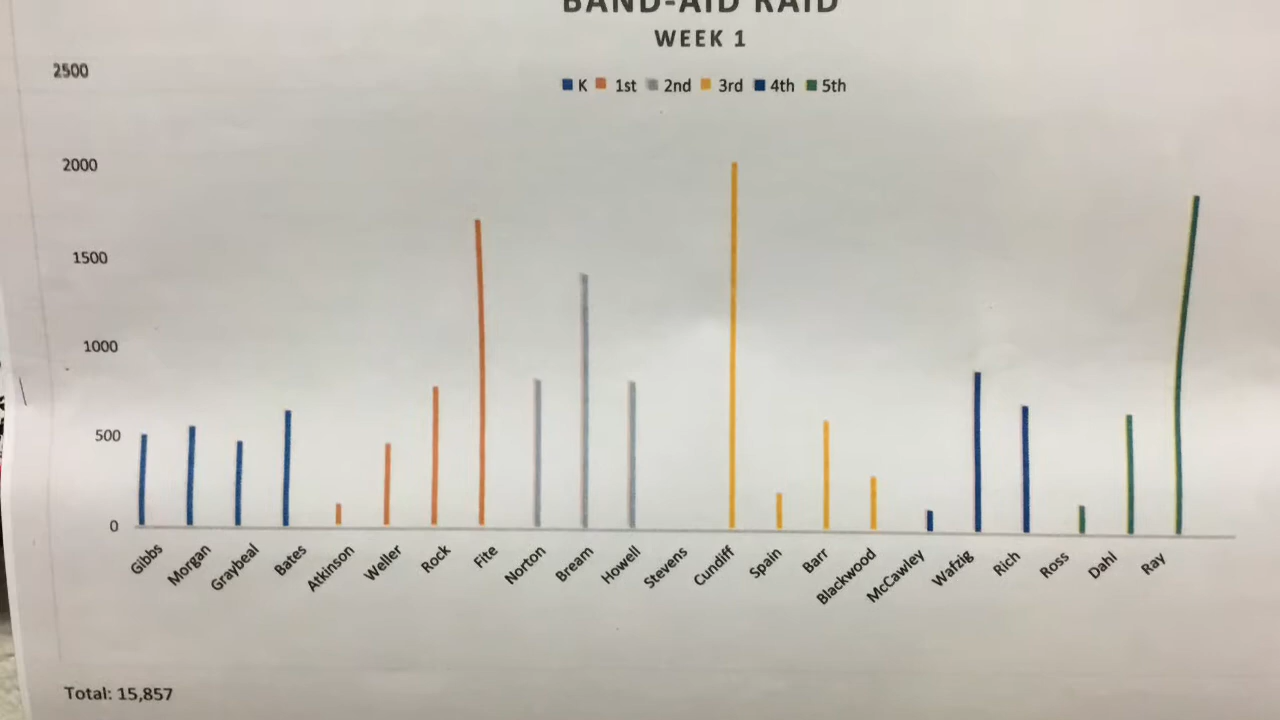 BAND-AID RAID
WEEK 1
K 1st 2nd 3rd 4th 5th
2500
2000
1500
1000
500
0
Gibbs Morgan Graybeal Bates Atkinson Weller Rock Fite Norton Bream Howell Stevens Cundiff Spain Barr Blackwood McCawley Wafzig Rich Ross Dahl Ray
Total: 15,857